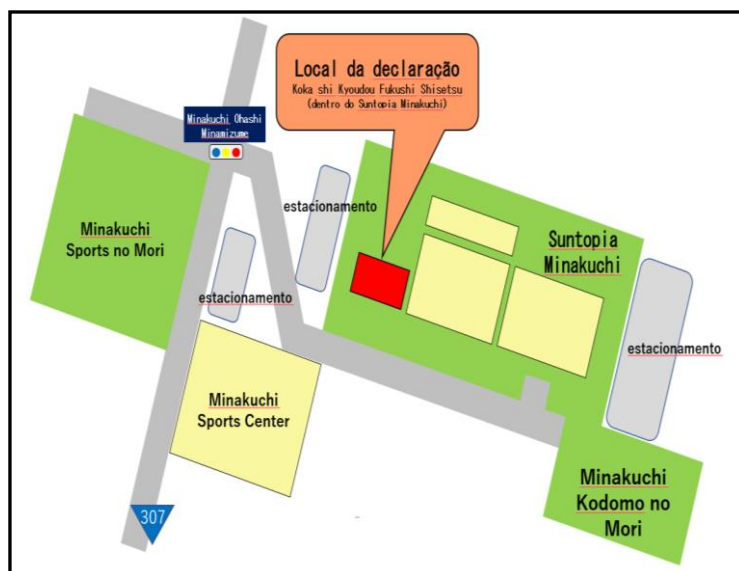 Local da declaração
Koka shi Kyoudou Fukushi Shisetsu
(dentro do Suntopia Minakuchi)
Minakuchi Ohashi
Minamizume
estacionamento
Minakuchi
Sports no Mori
Suntopia
Minakuchi
estacionamento
estacionamento
Minakuchi
Sports Center
Minakuchi
Kodomo no
Mori
307